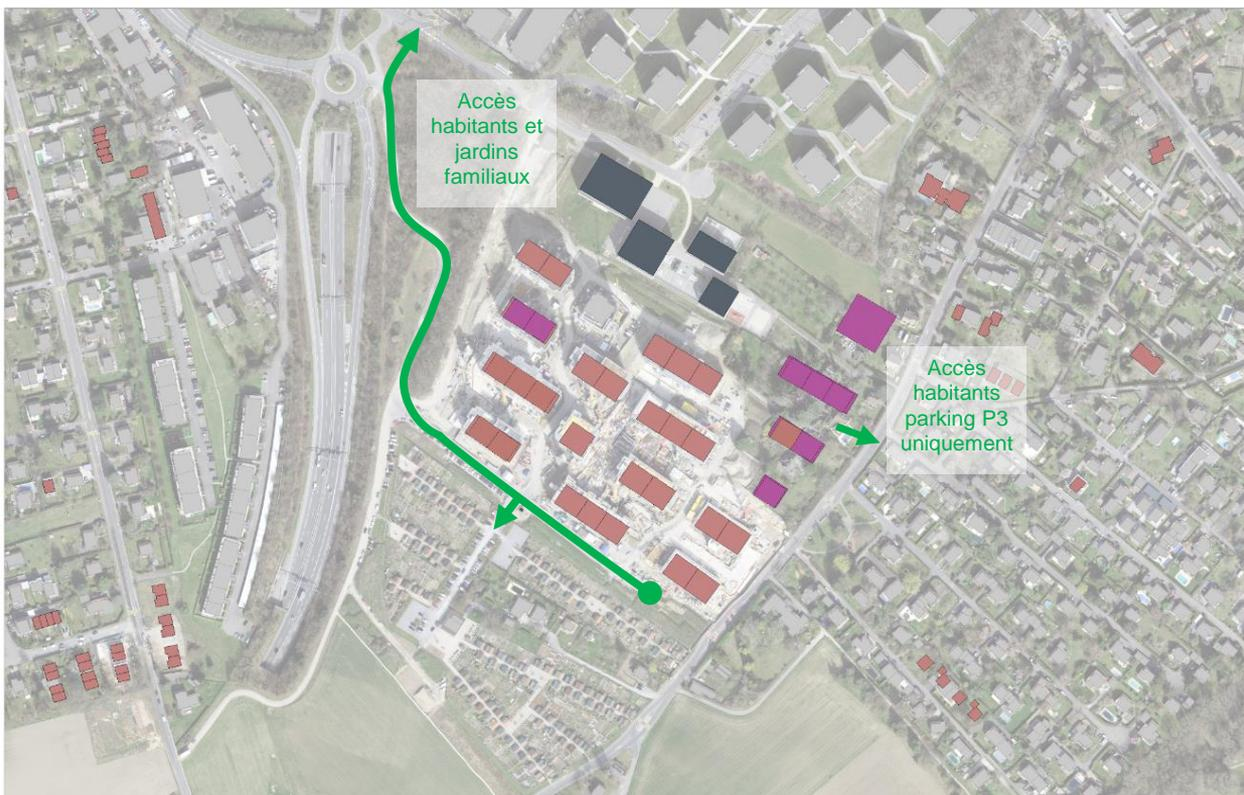 Accès
habitants et
jardins
familiaux
Accès
habitants
parking P3
uniquement